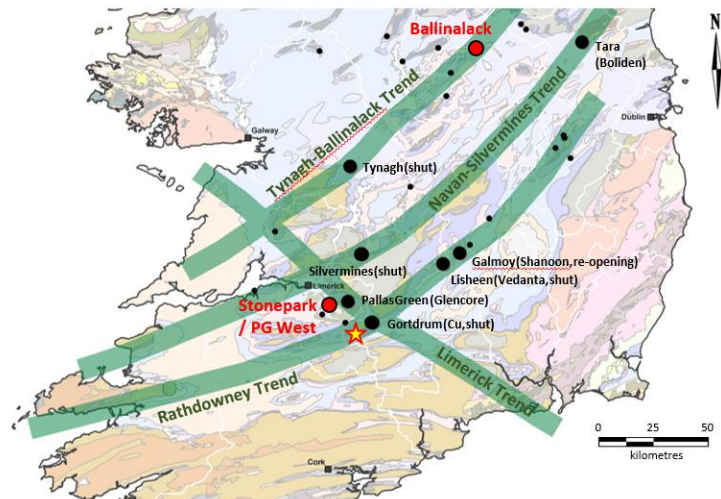 Ballinalack
N
Tara
(Boliden)
Dublin
Galway
Tynagh-Ballinalack Trend
Navan-Silvermines Trend
Tynagh(shut)
Silvermines(shut)
Galmoy(Shanoon,re-opening)
Lisheen(Vedanta,shut)
Limerick
Stonepark
/ PG West
PallasGreen(Glencore)
Gortdrum(Cu,shut)
Limerick Trend
Rathdowney Trend
Cork
0 25 50
kilometres